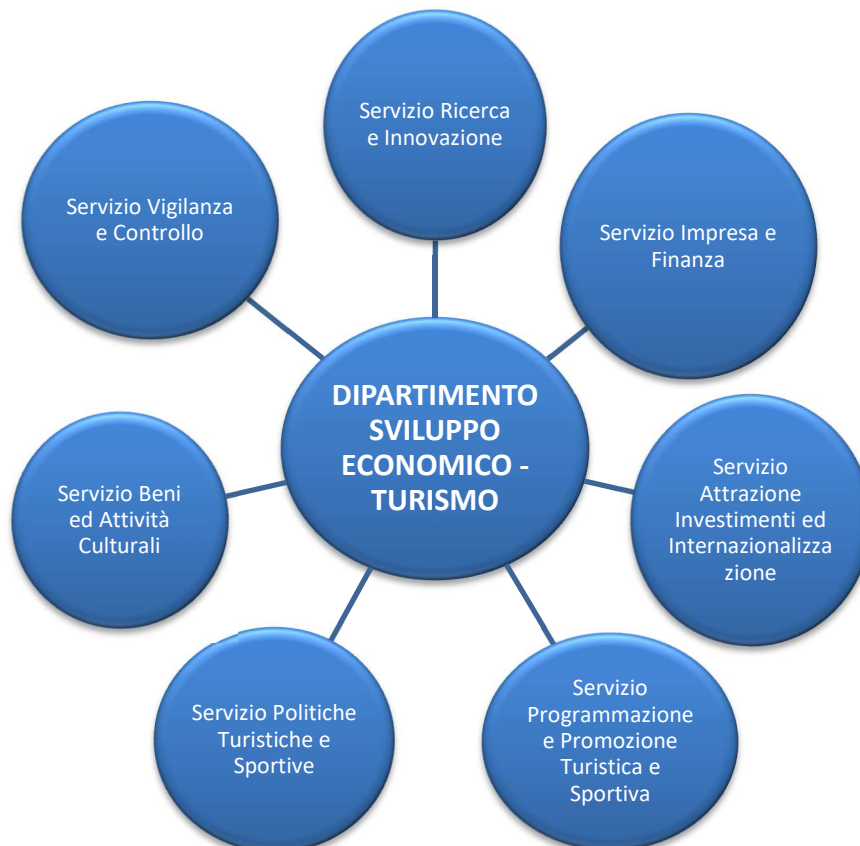 Servizio Ricerca
e Innovazione
Servizio Vigilanza
e Controllo
Servizio Impresa e
Finanza
DIPARTIMENTO
SVILUPPO
ECONOMICO -
TURISMO
Servizio Beni
ed Attività
Culturali
Servizio
Attrazione
Investimenti ed
Internazionalizza
zione
Servizio Politiche
Turistiche e
Sportive
Servizio
Programmazione
e Promozione
Turistica e
Sportiva